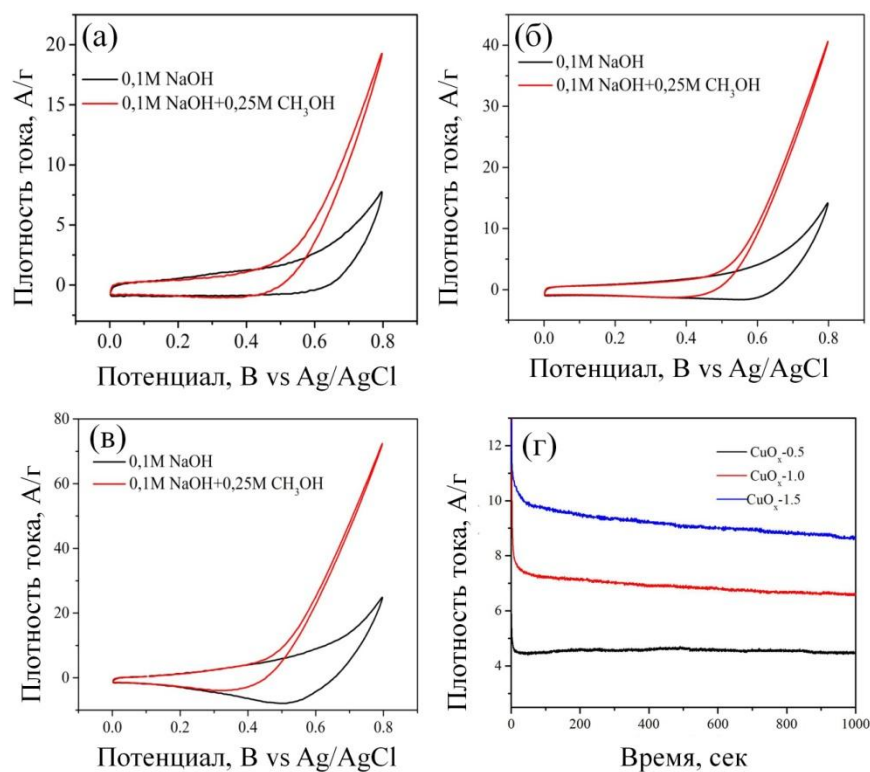 (а)
0,1M NaOH
0,1M NaOH+0,25M CH₃OH
Плотность тока, А/г
20
15
10
5
0
0.0 0.2 0.4 0.6 0.8
Потенциал, В vs Ag/AgCl
(б)
0,1M NaOH
0,1M NaOH+0,25M CH₃OH
Плотность тока, А/г
40
30
20
10
0
0.0 0.2 0.4 0.6 0.8
Потенциал, В vs Ag/AgCl
(в)
0,1M NaOH
0,1M NaOH+0,25M CH₃OH
Плотность тока, А/г
80
60
40
20
0
0.0 0.2 0.4 0.6 0.8
Потенциал, В vs Ag/AgCl
(г)
CuOₓ-0.5
CuOₓ-1.0
CuOₓ-1.5
Плотность тока, А/г
12
10
8
6
4
0 200 400 600 800 1000
Время, сек